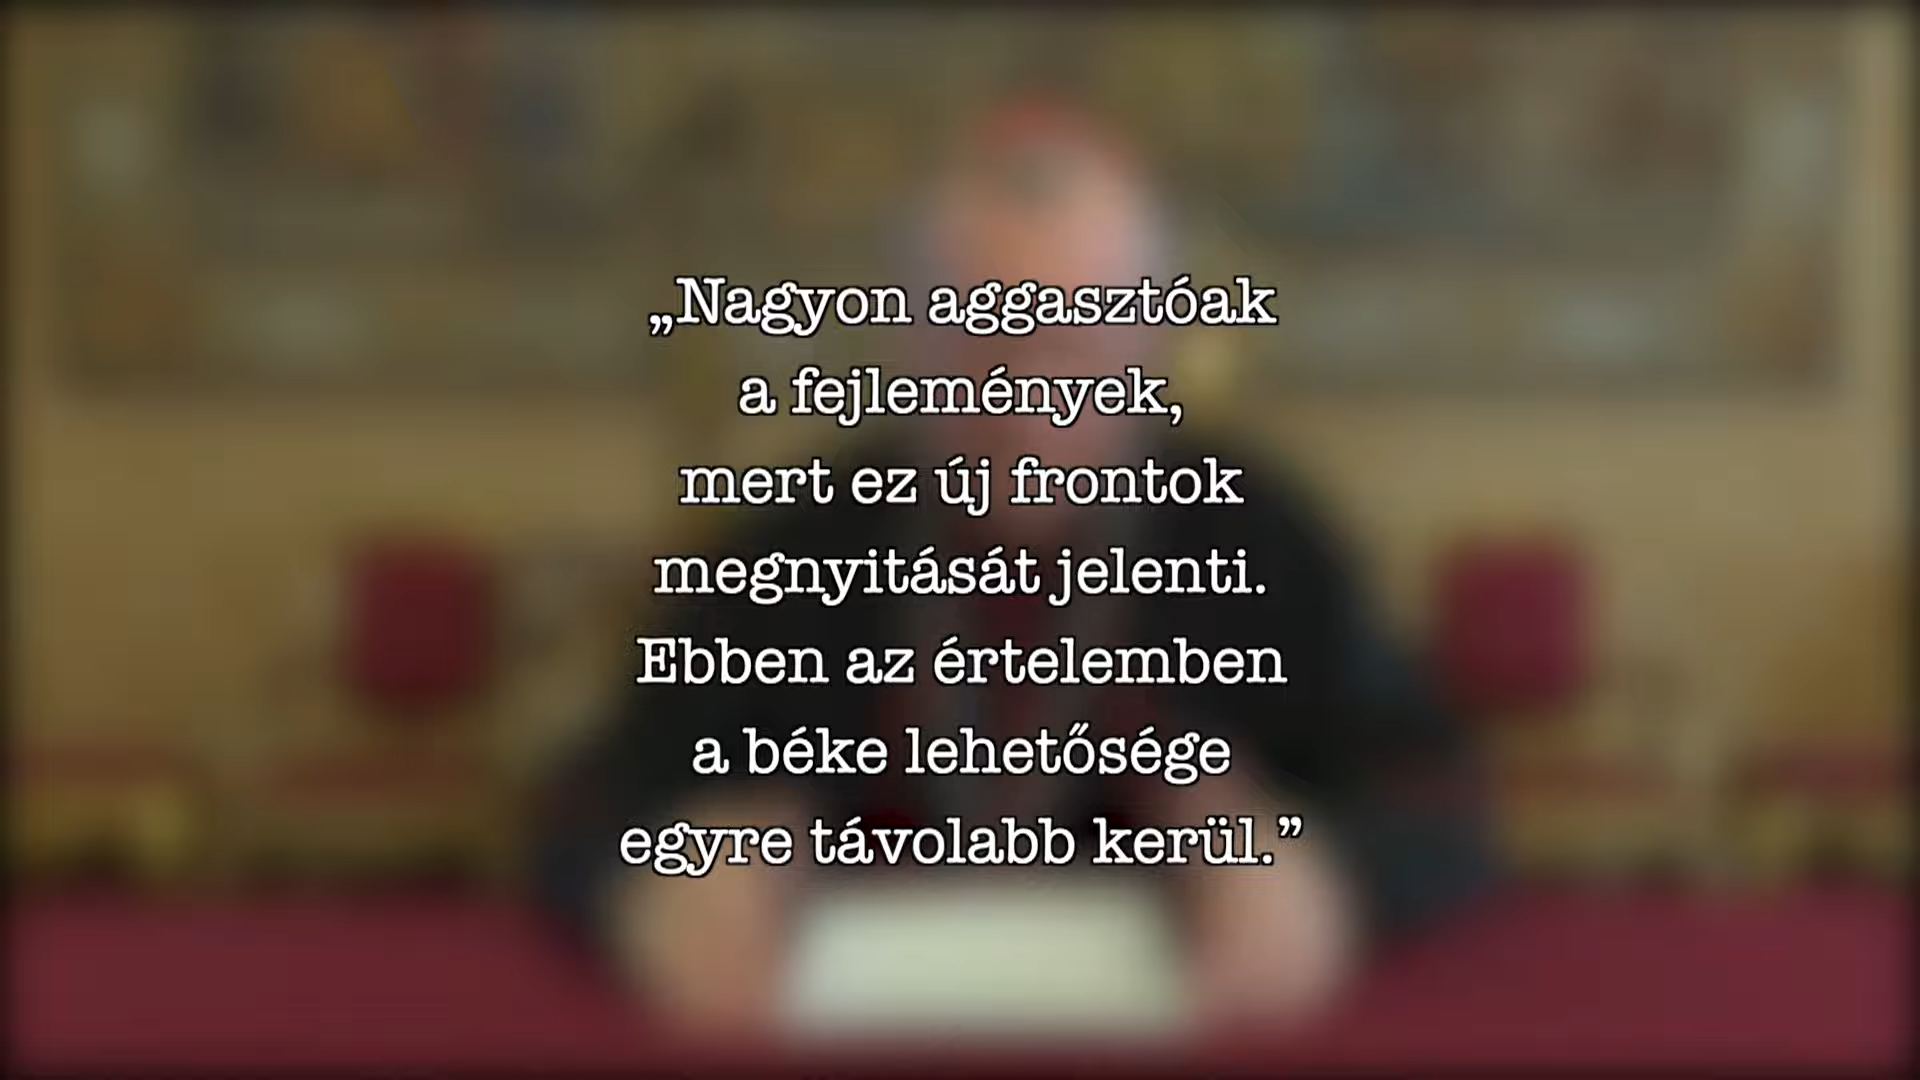 „Nagyon aggasztóak
a fejlemények,
mert ez új frontok
megnyitását jelenti.
Ebben az értelemben
a béke lehetősége
egyre távolabb kerül.”